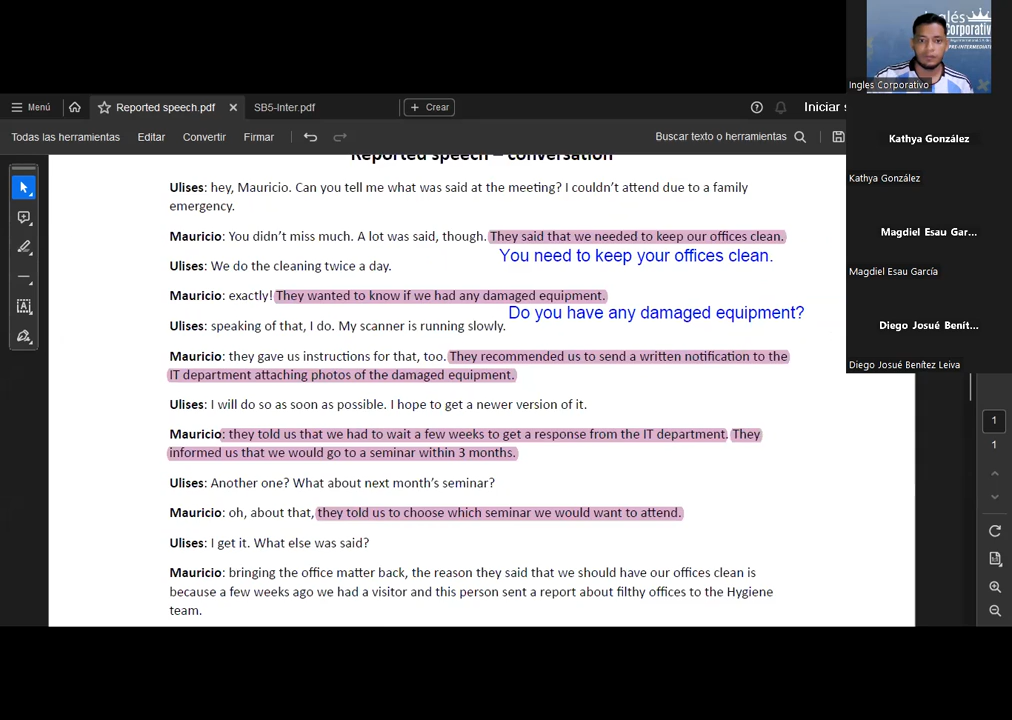 Inglés
Corporativo
PRE-INTERMEDIATE
Ingles Corporativo
Menú
Reported speech.pdf
SB5-Inter.pdf
Crear
Iniciar s
Todas las herramientas
Editar
Convertir
Firmar
Buscar texto o herramientas
Kathya González
Kathya González
Magdiel Esau Gar...
Magdiel Esau García
Diego Josué Benít...
Diego Josué Benítez Leiva
Reported speech – conversation
Ulises: hey, Mauricio. Can you tell me what was said at the meeting? I couldn't attend due to a family
emergency.
Mauricio: You didn't miss much. A lot was said, though. They said that we needed to keep our offices clean.
You need to keep your offices clean.
Ulises: We do the cleaning twice a day.
Mauricio: exactly! They wanted to know if we had any damaged equipment.
Do you have any damaged equipment?
Ulises: speaking of that, I do. My scanner is running slowly.
Mauricio: they gave us instructions for that, too. They recommended us to send a written notification to the
IT department attaching photos of the damaged equipment.
Ulises: I will do so as soon as possible. I hope to get a newer version of it.
Mauricio: they told us that we had to wait a few weeks to get a response from the IT department. They
informed us that we would go to a seminar within 3 months.
Ulises: Another one? What about next month's seminar?
Mauricio: oh, about that, they told us to choose which seminar we would want to attend.
Ulises: I get it. What else was said?
Mauricio: bringing the office matter back, the reason they said that we should have our offices clean is
because a few weeks ago we had a visitor and this person sent a report about filthy offices to the Hygiene
team.
1
1